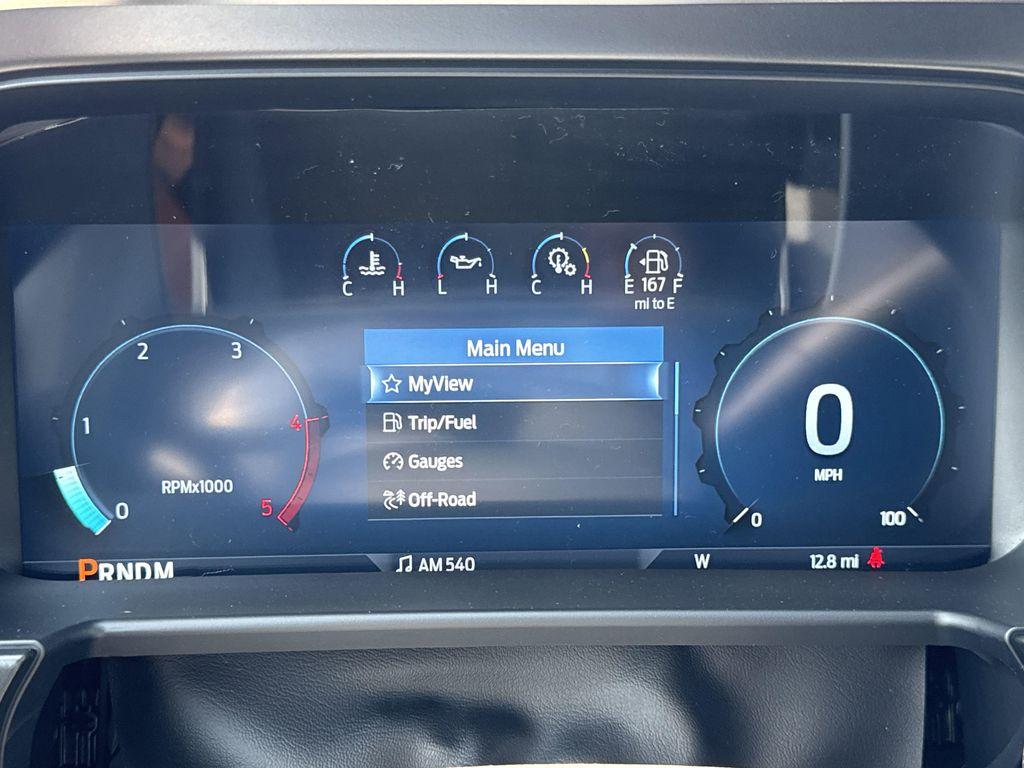 C H L H C H E 167 F
mi to E
Main Menu
MyView
Trip/Fuel
Gauges
Off-Road
0 1 2 3 4 5
RPMx1000
0
MPH
0 100
PRNDM AM 540 W 12.8 mi